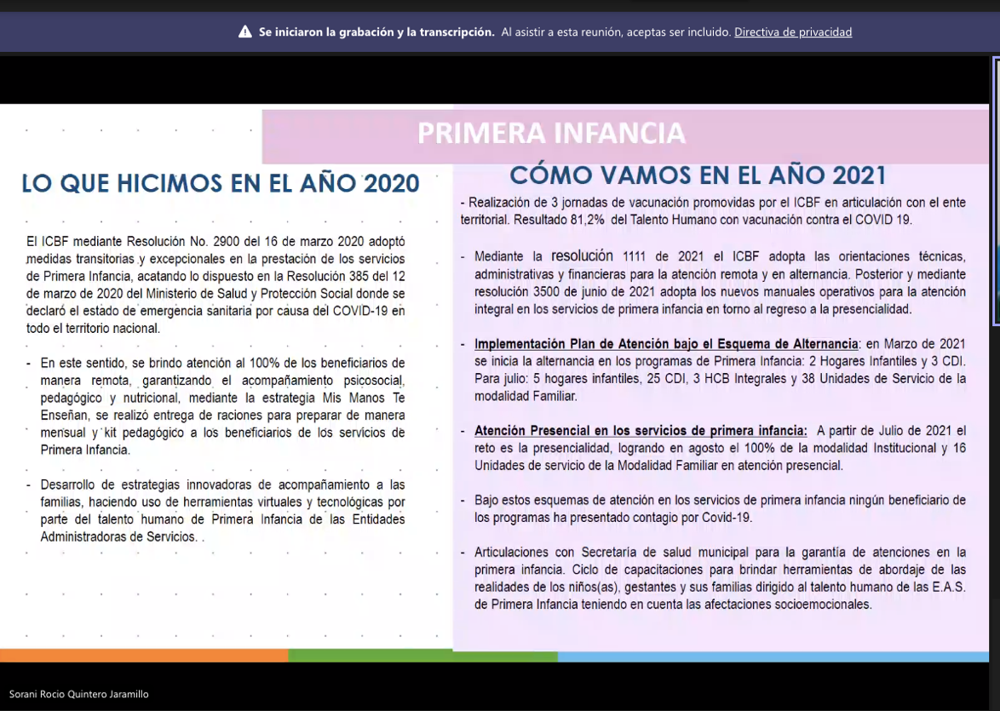 Se iniciaron la grabación y la transcripción. Al asistir a esta reunión, aceptas ser incluido. Directiva de privacidad
PRIMERA INFANCIA
LO QUE HICIMOS EN EL AÑO 2020
El ICBF mediante Resolución No. 2900 del 16 de marzo 2020 adoptó
medidas transitorias y excepcionales en la prestación de los servicios
de Primera Infancia, acatando lo dispuesto en la Resolución 385 del 12
de marzo de 2020 del Ministerio de Salud y Protección Social donde se
declaró el estado de emergencia sanitaria por causa del COVID-19 en
todo el territorio nacional.
- En este sentido, se brindo atención al 100% de los beneficiarios de
manera remota, garantizando el acompañamiento psicosocial,
pedagógico y nutricional, mediante la estrategia Mis Manos Te
Enseñan, se realizó entrega de raciones para preparar de manera
mensual y kit pedagógico a los beneficiarios de los servicios de
Primera Infancia.
- Desarrollo de estrategias innovadoras de acompañamiento a las
familias, haciendo uso de herramientas virtuales y tecnológicas por
parte del talento humano de Primera Infancia de las Entidades
Administradoras de Servicios. .
CÓMO VAMOS EN EL AÑO 2021
- Realización de 3 jornadas de vacunación promovidas por el ICBF en articulación con el ente
territorial. Resultado 81,2% del Talento Humano con vacunación contra el COVID 19.
- Mediante la resolución 1111 de 2021 el ICBF adopta las orientaciones técnicas,
administrativas y financieras para la atención remota y en alternancia. Posterior y mediante
resolución 3500 de junio de 2021 adopta los nuevos manuales operativos para la atención
integral en los servicios de primera infancia en torno al regreso a la presencialidad.
- Implementación Plan de Atención bajo el Esquema de Alternancia: en Marzo de 2021
se inicia la alternancia en los programas de Primera Infancia: 2 Hogares Infantiles y 3 CDI.
Para julio: 5 hogares infantiles, 25 CDI, 3 HCB Integrales y 38 Unidades de Servicio de la
modalidad Familiar.
- Atención Presencial en los servicios de primera infancia: A partir de Julio de 2021 el
reto es la presencialidad, logrando en agosto el 100% de la modalidad Institucional y 16
Unidades de servicio de la Modalidad Familiar en atención presencial.
- Bajo estos esquemas de atención en los servicios de primera infancia ningún beneficiario de
los programas ha presentado contagio por Covid-19.
- Articulaciones con Secretaría de salud municipal para la garantía de atenciones en la
primera infancia. Ciclo de capacitaciones para brindar herramientas de abordaje de las
realidades de los niños(as), gestantes y sus familias dirigido al talento humano de las E.A.S.
de Primera Infancia teniendo en cuenta las afectaciones socioemocionales.
Sorani Rocio Quintero Jaramillo